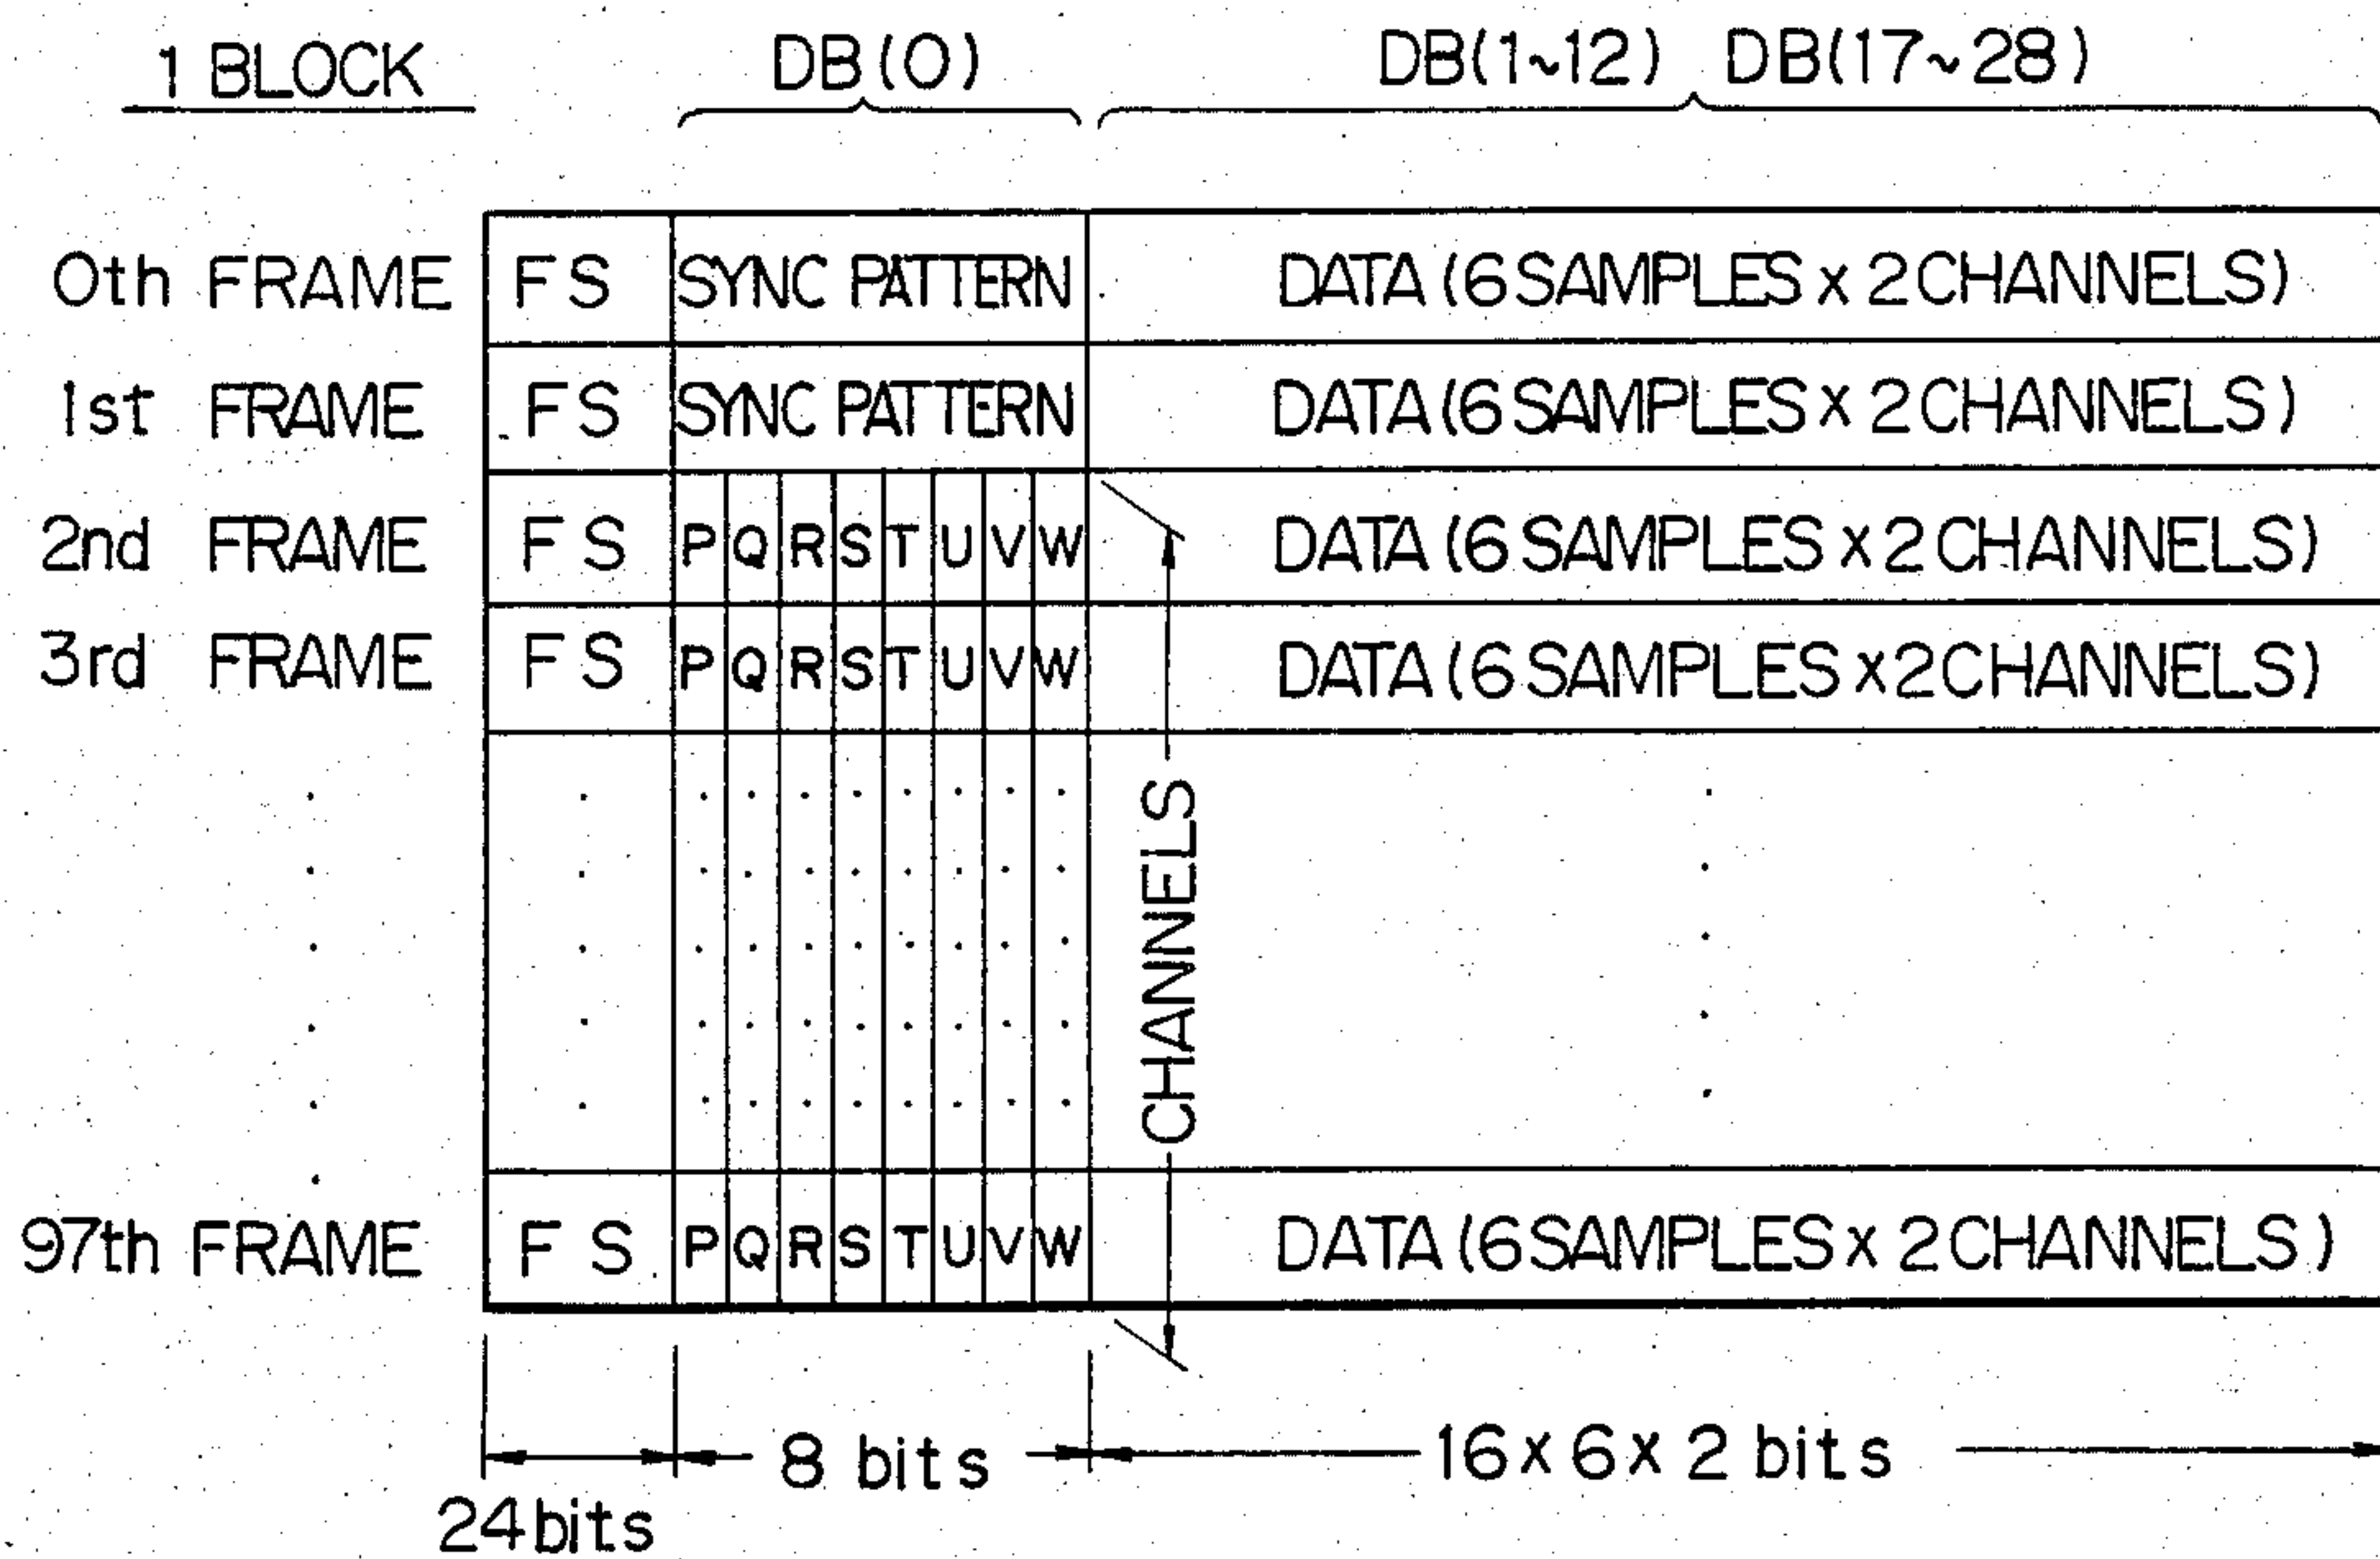 1 BLOCK DB(0) DB(1~12) DB(17~28)
0th FRAME FS SYNC PATTERN DATA (6 SAMPLES x 2 CHANNELS)
1st FRAME FS SYNC PATTERN DATA (6 SAMPLES x 2 CHANNELS)
2nd FRAME FS P Q R S T U V W DATA (6 SAMPLES x 2 CHANNELS)
3rd FRAME FS P Q R S T U V W DATA (6 SAMPLES x 2 CHANNELS)
CHANNELS
97th FRAME FS P Q R S T U V W DATA (6 SAMPLES x 2 CHANNELS)
8 bits 16 x 6 x 2 bits
24bits